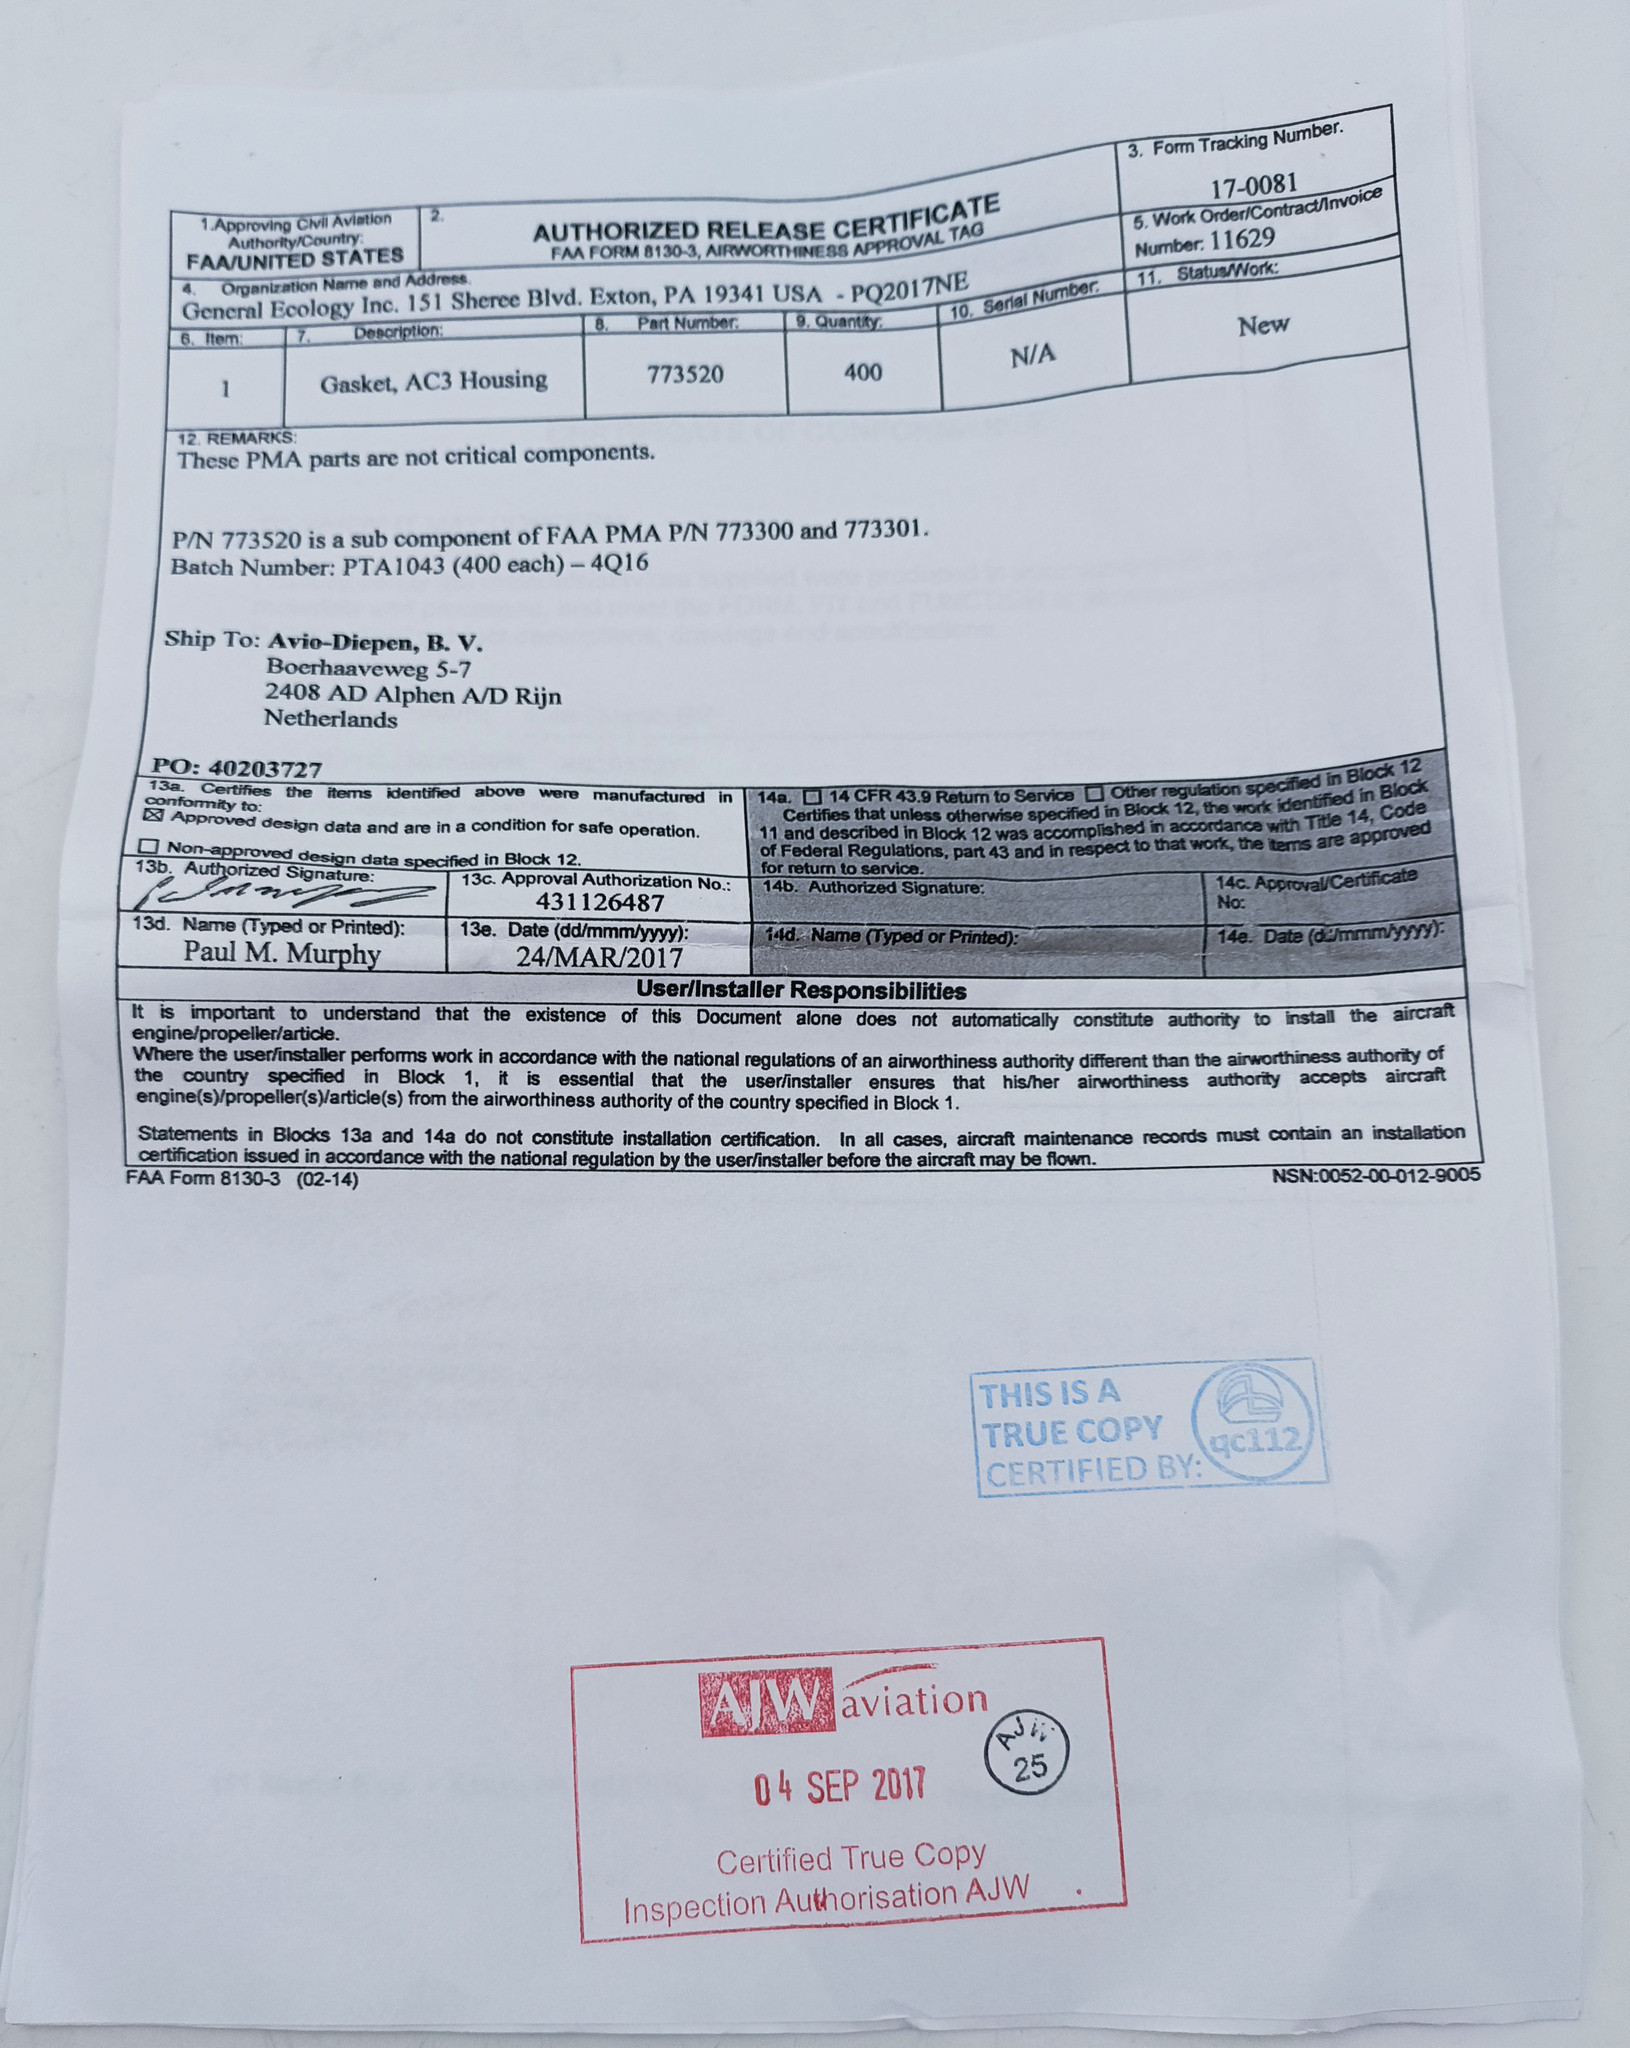 1.Approving Civil Aviation
Authority/Country:
FAA/UNITED STATES
2.
AUTHORIZED RELEASE CERTIFICATE
FAA FORM 8130-3, AIRWORTHINESS APPROVAL TAG
3. Form Tracking Number.
17-0081
4. Organization Name and Address.
General Ecology Inc. 151 Sheree Blvd. Exton, PA 19341 USA - PQ2017NE
5. Work Order/Contract/Invoice
Number: 11629
6. Item:
7. Description:
8. Part Number:
9. Quantity:
10. Serial Number:
11. Status/Work:
1
Gasket, AC3 Housing
773520
400
N/A
New
12. REMARKS:
These PMA parts are not critical components.
P/N 773520 is a sub component of FAA PMA P/N 773300 and 773301.
Batch Number: PTA1043 (400 each) – 4Q16
Ship To: Avio-Diepen, B. V.
Boerhaaveweg 5-7
2408 AD Alphen A/D Rijn
Netherlands
PO: 40203727
13a. Certifies the items identified above were manufactured in
conformity to:
☒ Approved design data and are in a condition for safe operation.
☐ Non-approved design data specified in Block 12.
14a. ☐ 14 CFR 43.9 Return to Service ☐ Other regulation specified in Block 12
Certifies that unless otherwise specified in Block 12, the work identified in Block
11 and described in Block 12 was accomplished in accordance with Title 14, Code
of Federal Regulations, part 43 and in respect to that work, the items are approved
for return to service.
13b. Authorized Signature:
13c. Approval Authorization No.:
431126487
14b. Authorized Signature:
14c. Approval/Certificate
No:
13d. Name (Typed or Printed):
Paul M. Murphy
13e. Date (dd/mmm/yyyy):
24/MAR/2017
14d. Name (Typed or Printed):
14e. Date (dd/mmm/yyyy):
User/Installer Responsibilities
It is important to understand that the existence of this Document alone does not automatically constitute authority to install the aircraft
engine/propeller/article.
Where the user/installer performs work in accordance with the national regulations of an airworthiness authority different than the airworthiness authority of
the country specified in Block 1, it is essential that the user/installer ensures that his/her airworthiness authority accepts aircraft
engine(s)/propeller(s)/article(s) from the airworthiness authority of the country specified in Block 1.
Statements in Blocks 13a and 14a do not constitute installation certification. In all cases, aircraft maintenance records must contain an installation
certification issued in accordance with the national regulation by the user/installer before the aircraft may be flown.
FAA Form 8130-3 (02-14)
NSN:0052-00-012-9005
THIS IS A
TRUE COPY
CERTIFIED BY:
qc112
AJW aviation
AJW
25
04 SEP 2017
Certified True Copy
Inspection Authorisation AJW